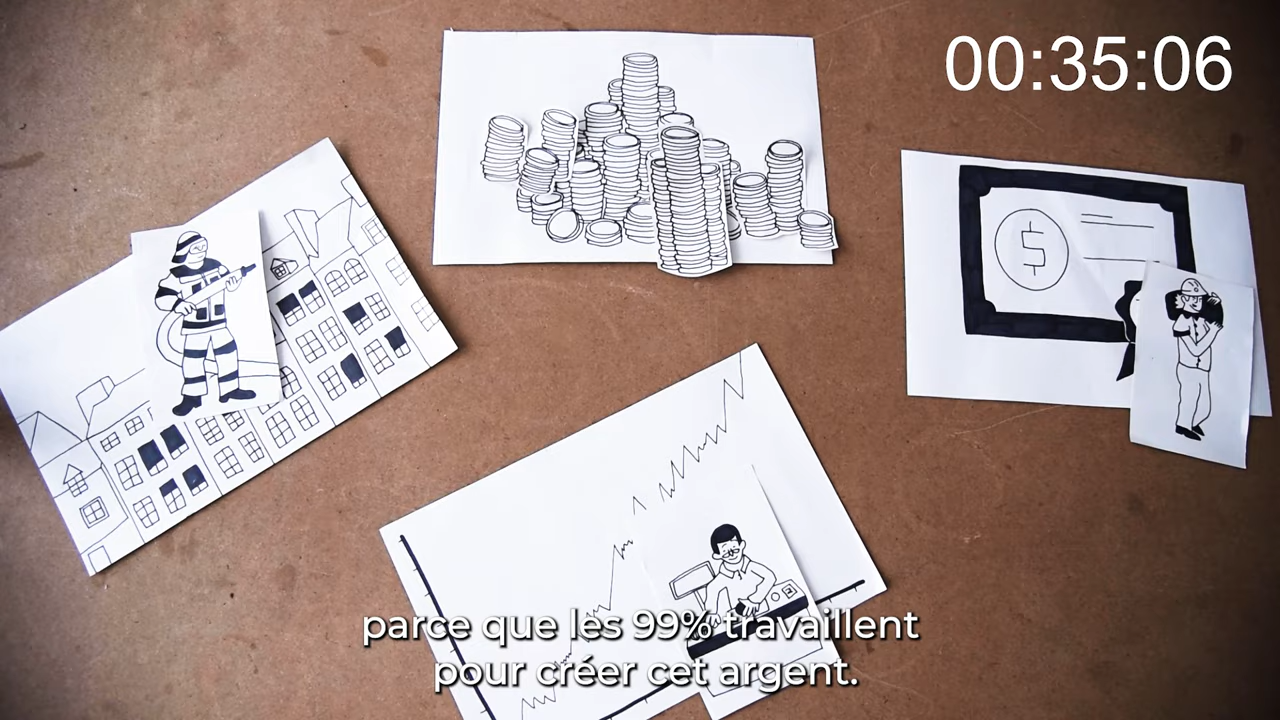 00:35:06
$
parce que les 99% travaillent
pour créer cet argent.